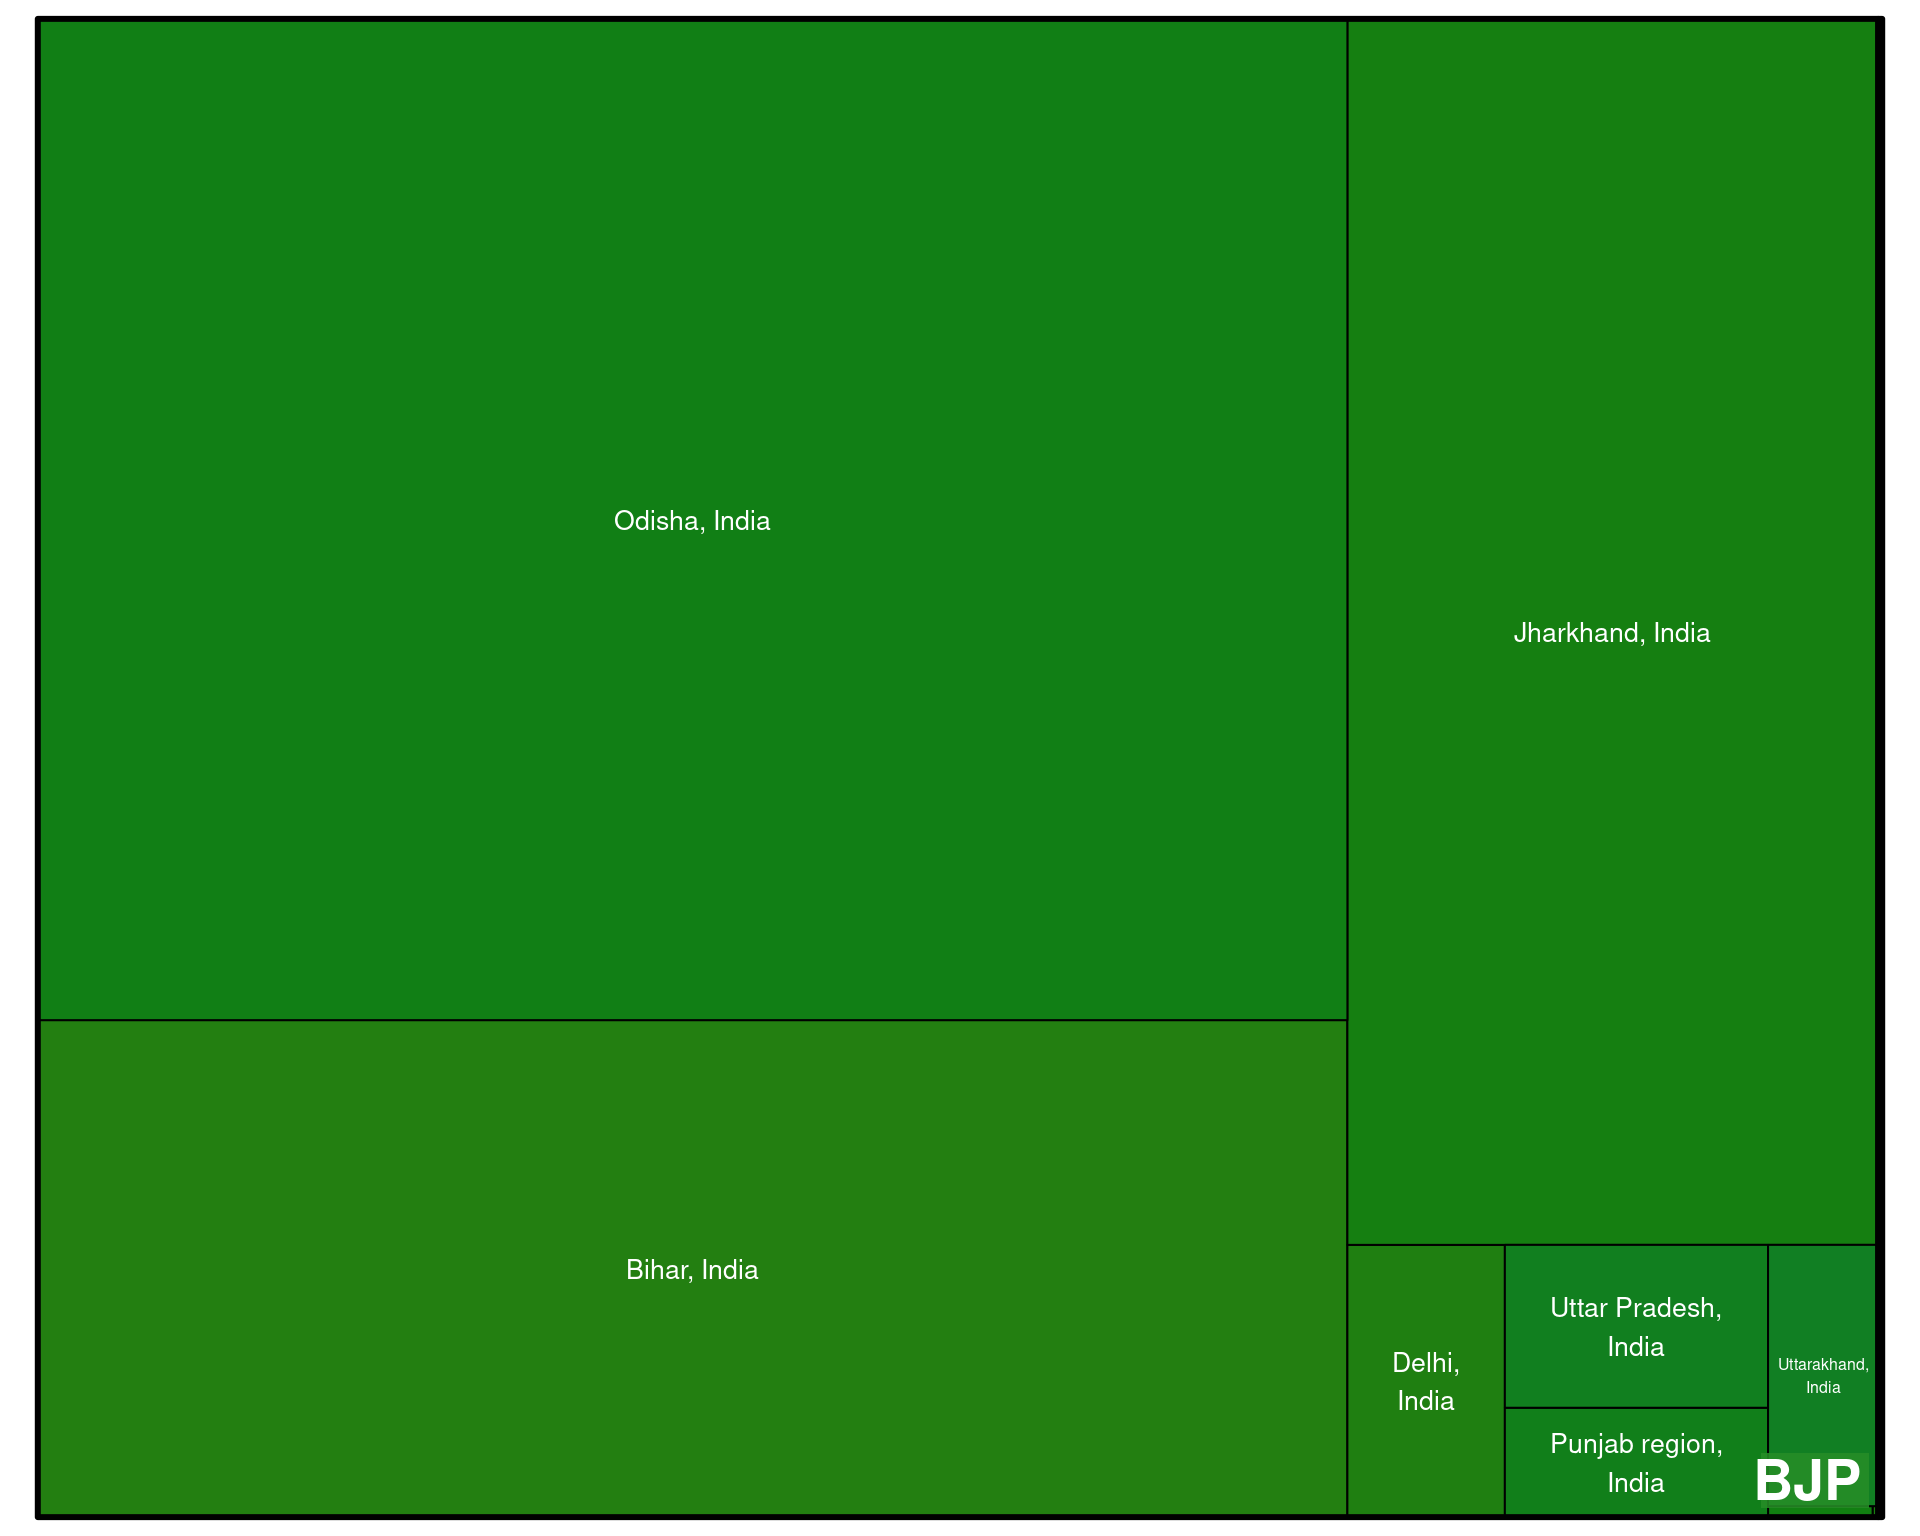 Odisha, India
Jharkhand, India
Bihar, India
Delhi,
India
Uttar Pradesh,
India
Uttarakhand,
India
Punjab region,
India
BJP